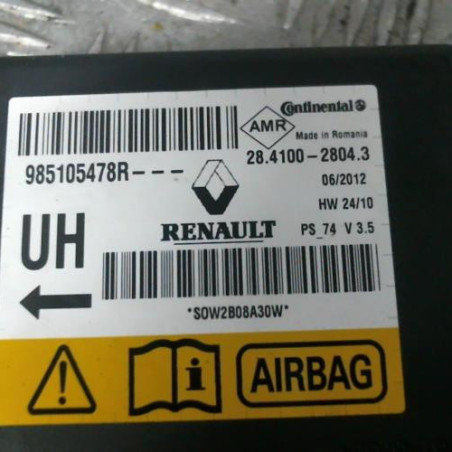 Continental
AMR
Made in Romania
985105478R---
28.4100-2804.3
06/2012
HW 24/10
UH
RENAULT
PS_74 V 3.5
*SOW2B08A30W*
AIRBAG